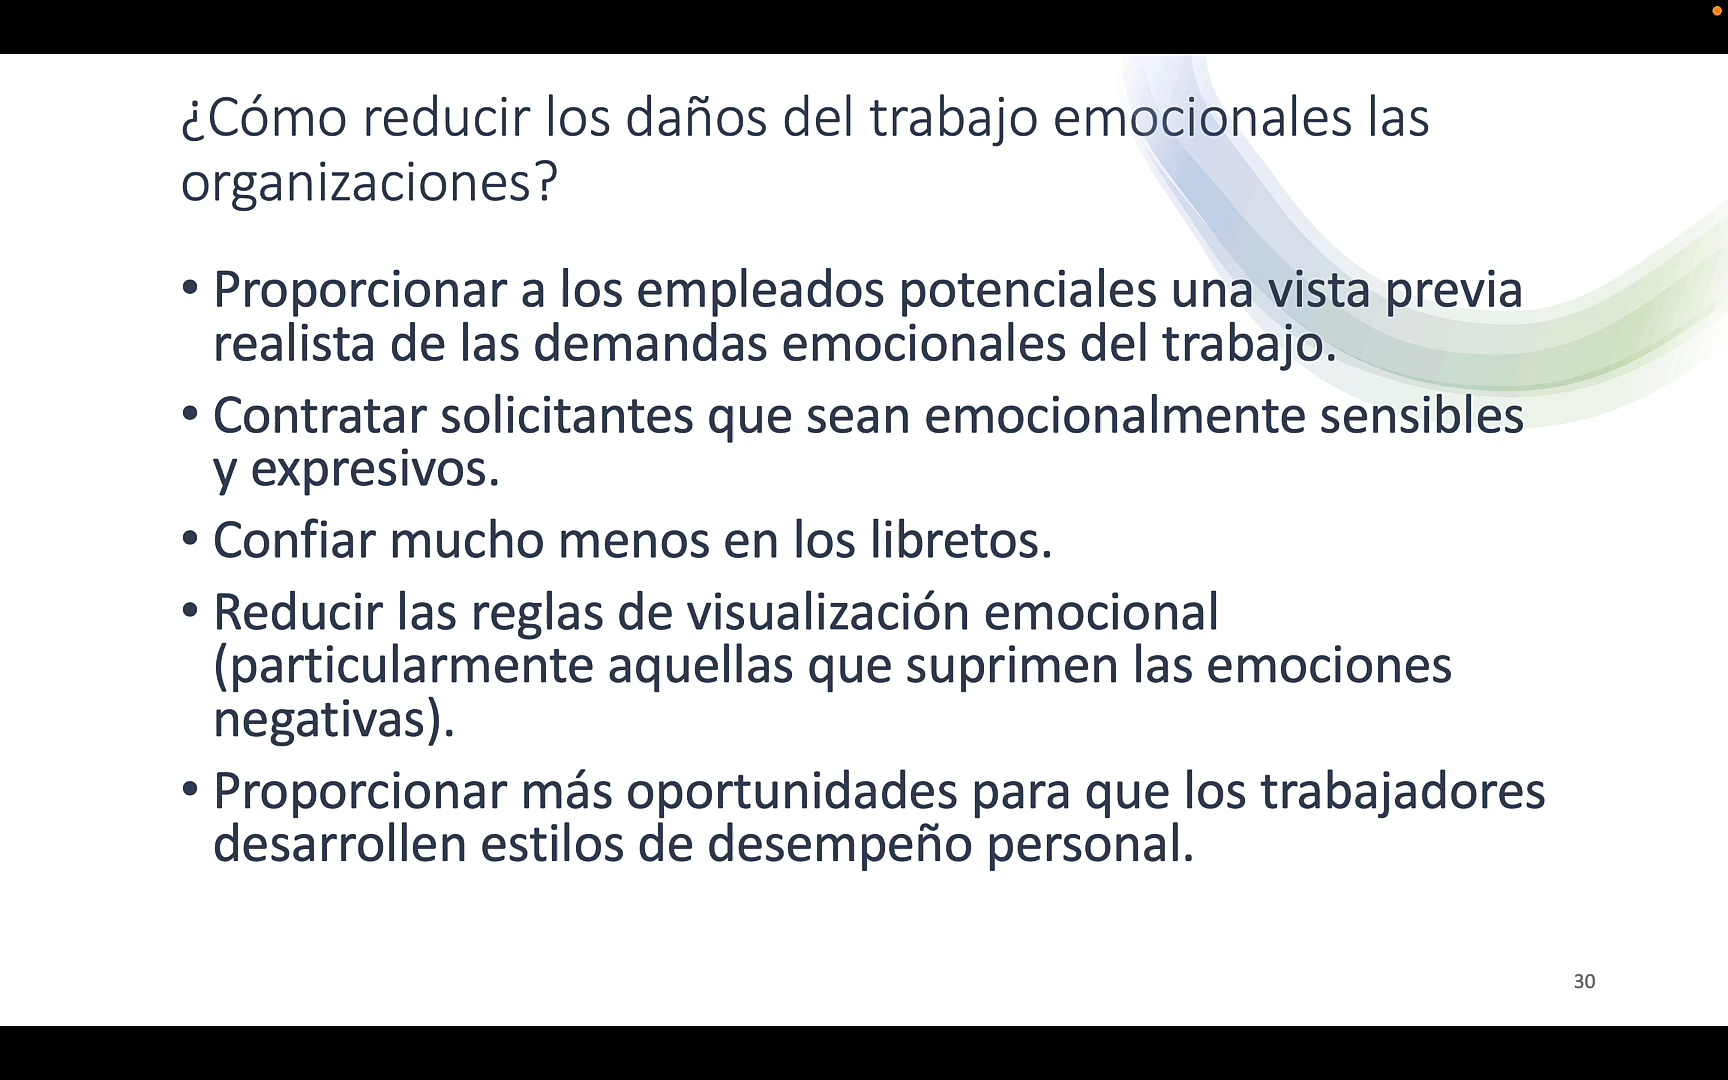 ¿Cómo reducir los daños del trabajo emocionales las
organizaciones?
• Proporcionar a los empleados potenciales una vista previa
realista de las demandas emocionales del trabajo.
• Contratar solicitantes que sean emocionalmente sensibles
y expresivos.
• Confiar mucho menos en los libretos.
• Reducir las reglas de visualización emocional
(particularmente aquellas que suprimen las emociones
negativas).
• Proporcionar más oportunidades para que los trabajadores
desarrollen estilos de desempeño personal.
30